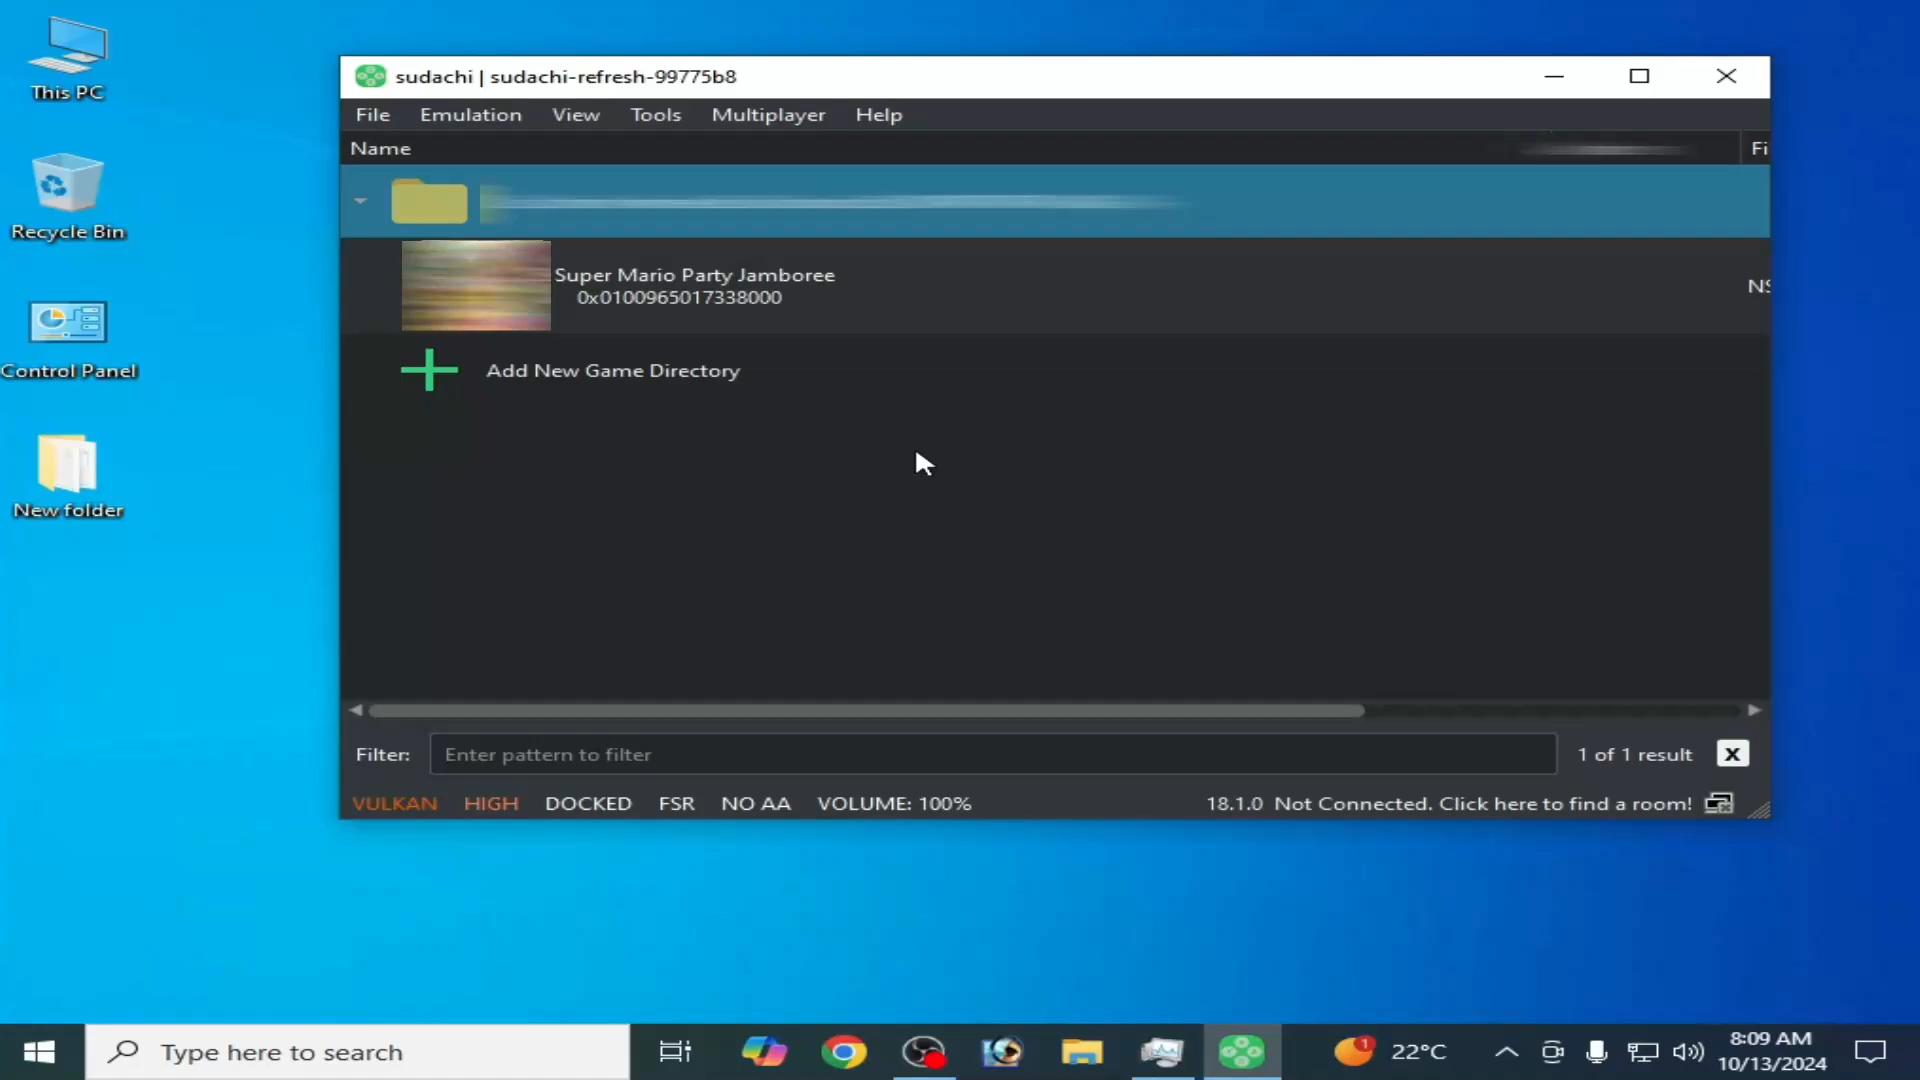 This PC
Recycle Bin
Control Panel
New folder
sudachi | sudachi-refresh-99775b8
File Emulation View Tools Multiplayer Help
Name Fi
Super Mario Party Jamboree NS
0x0100965017338000
Add New Game Directory
Filter: Enter pattern to filter 1 of 1 result X
VULKAN HIGH DOCKED FSR NO AA VOLUME: 100% 18.1.0 Not Connected. Click here to find a room!
Type here to search 1 22°C 8:09 AM
10/13/2024